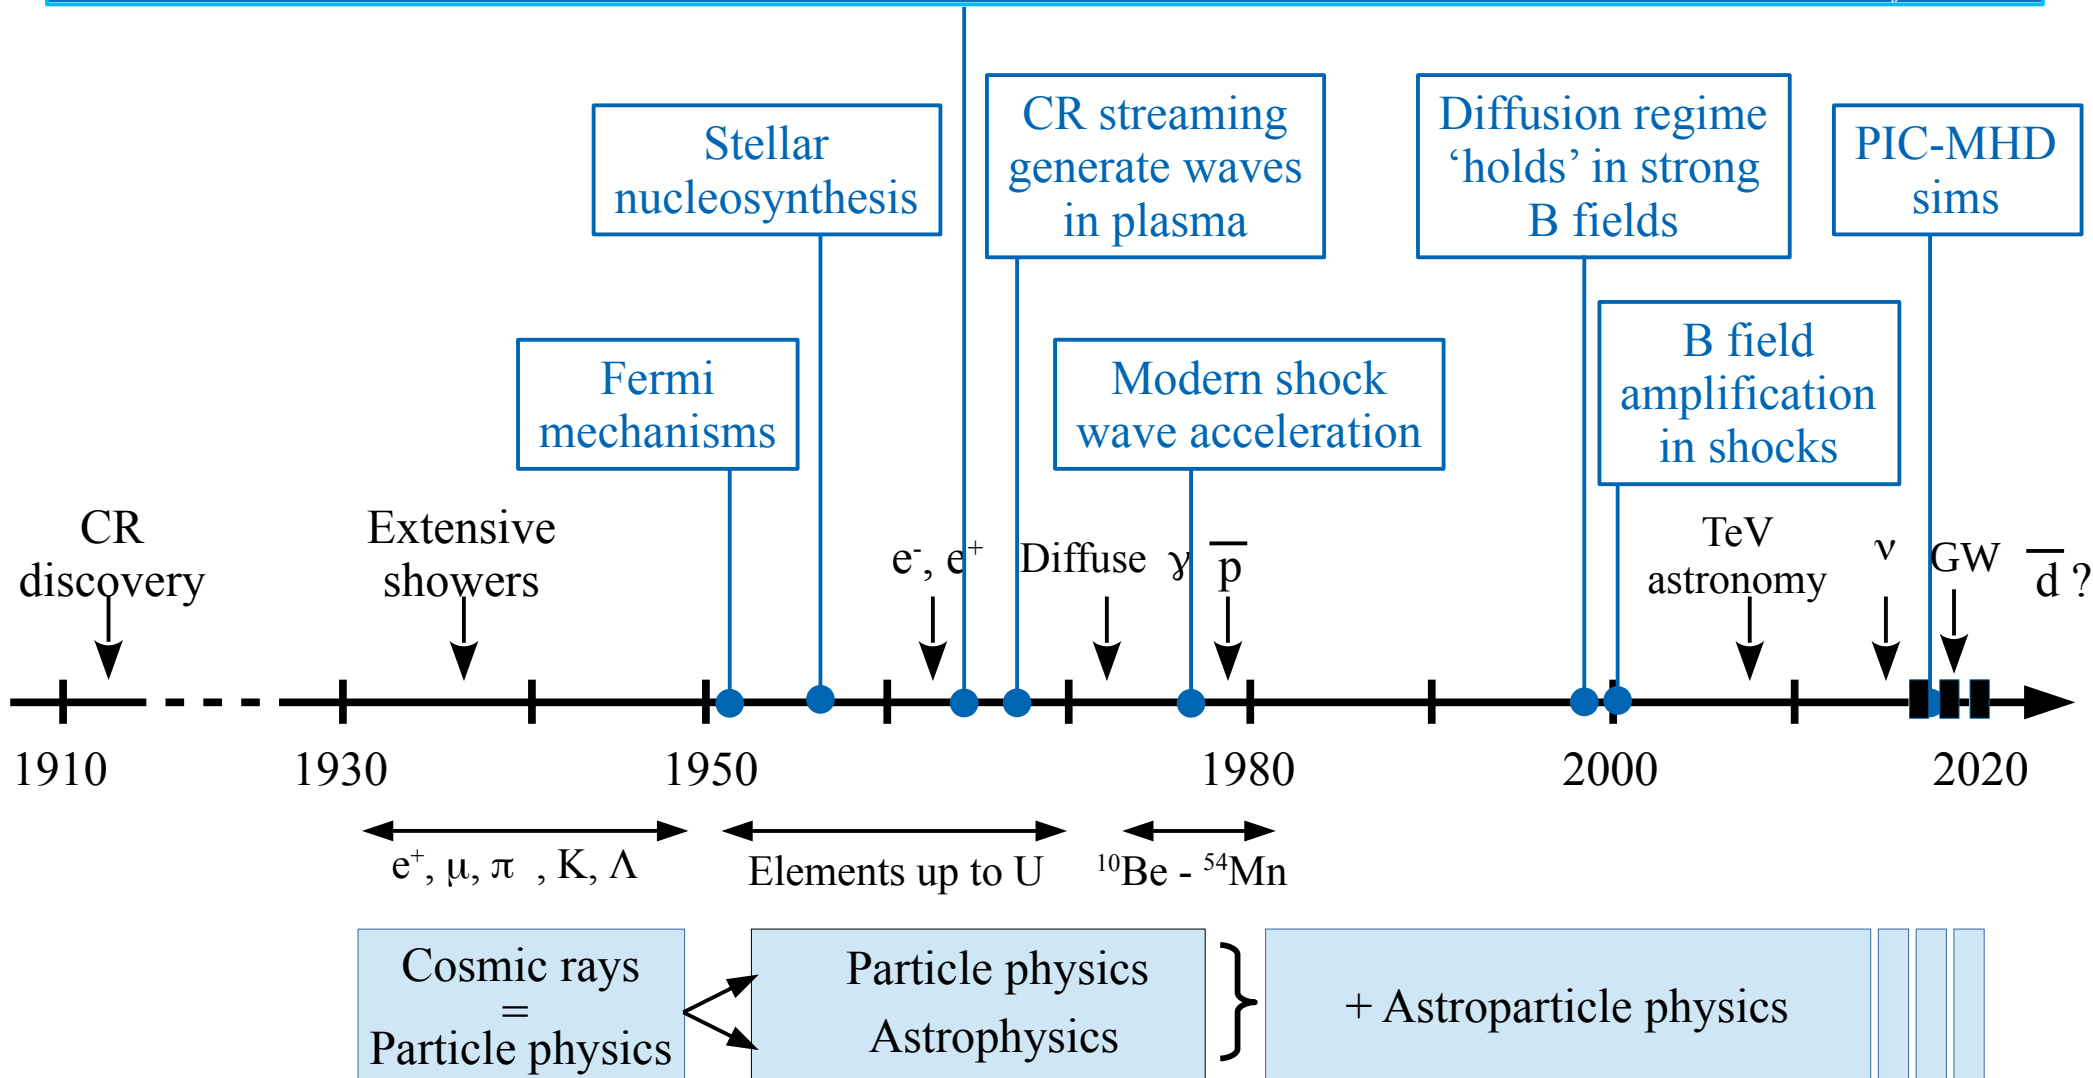 Stellar
nucleosynthesis
CR streaming
generate waves
in plasma
Diffusion regime
‘holds’ in strong
B fields
PIC-MHD
sims
Fermi
mechanisms
Modern shock
wave acceleration
B field
amplification
in shocks
CR
discovery
Extensive
showers
e⁻, e⁺
Diffuse γ
p̅
TeV
astronomy
ν
GW
d̅ ?
1910
1930
1950
1980
2000
2020
e⁺, μ, π , K, Λ
Elements up to U
¹⁰Be - ⁵⁴Mn
Cosmic rays
=
Particle physics
Particle physics
Astrophysics
+ Astroparticle physics